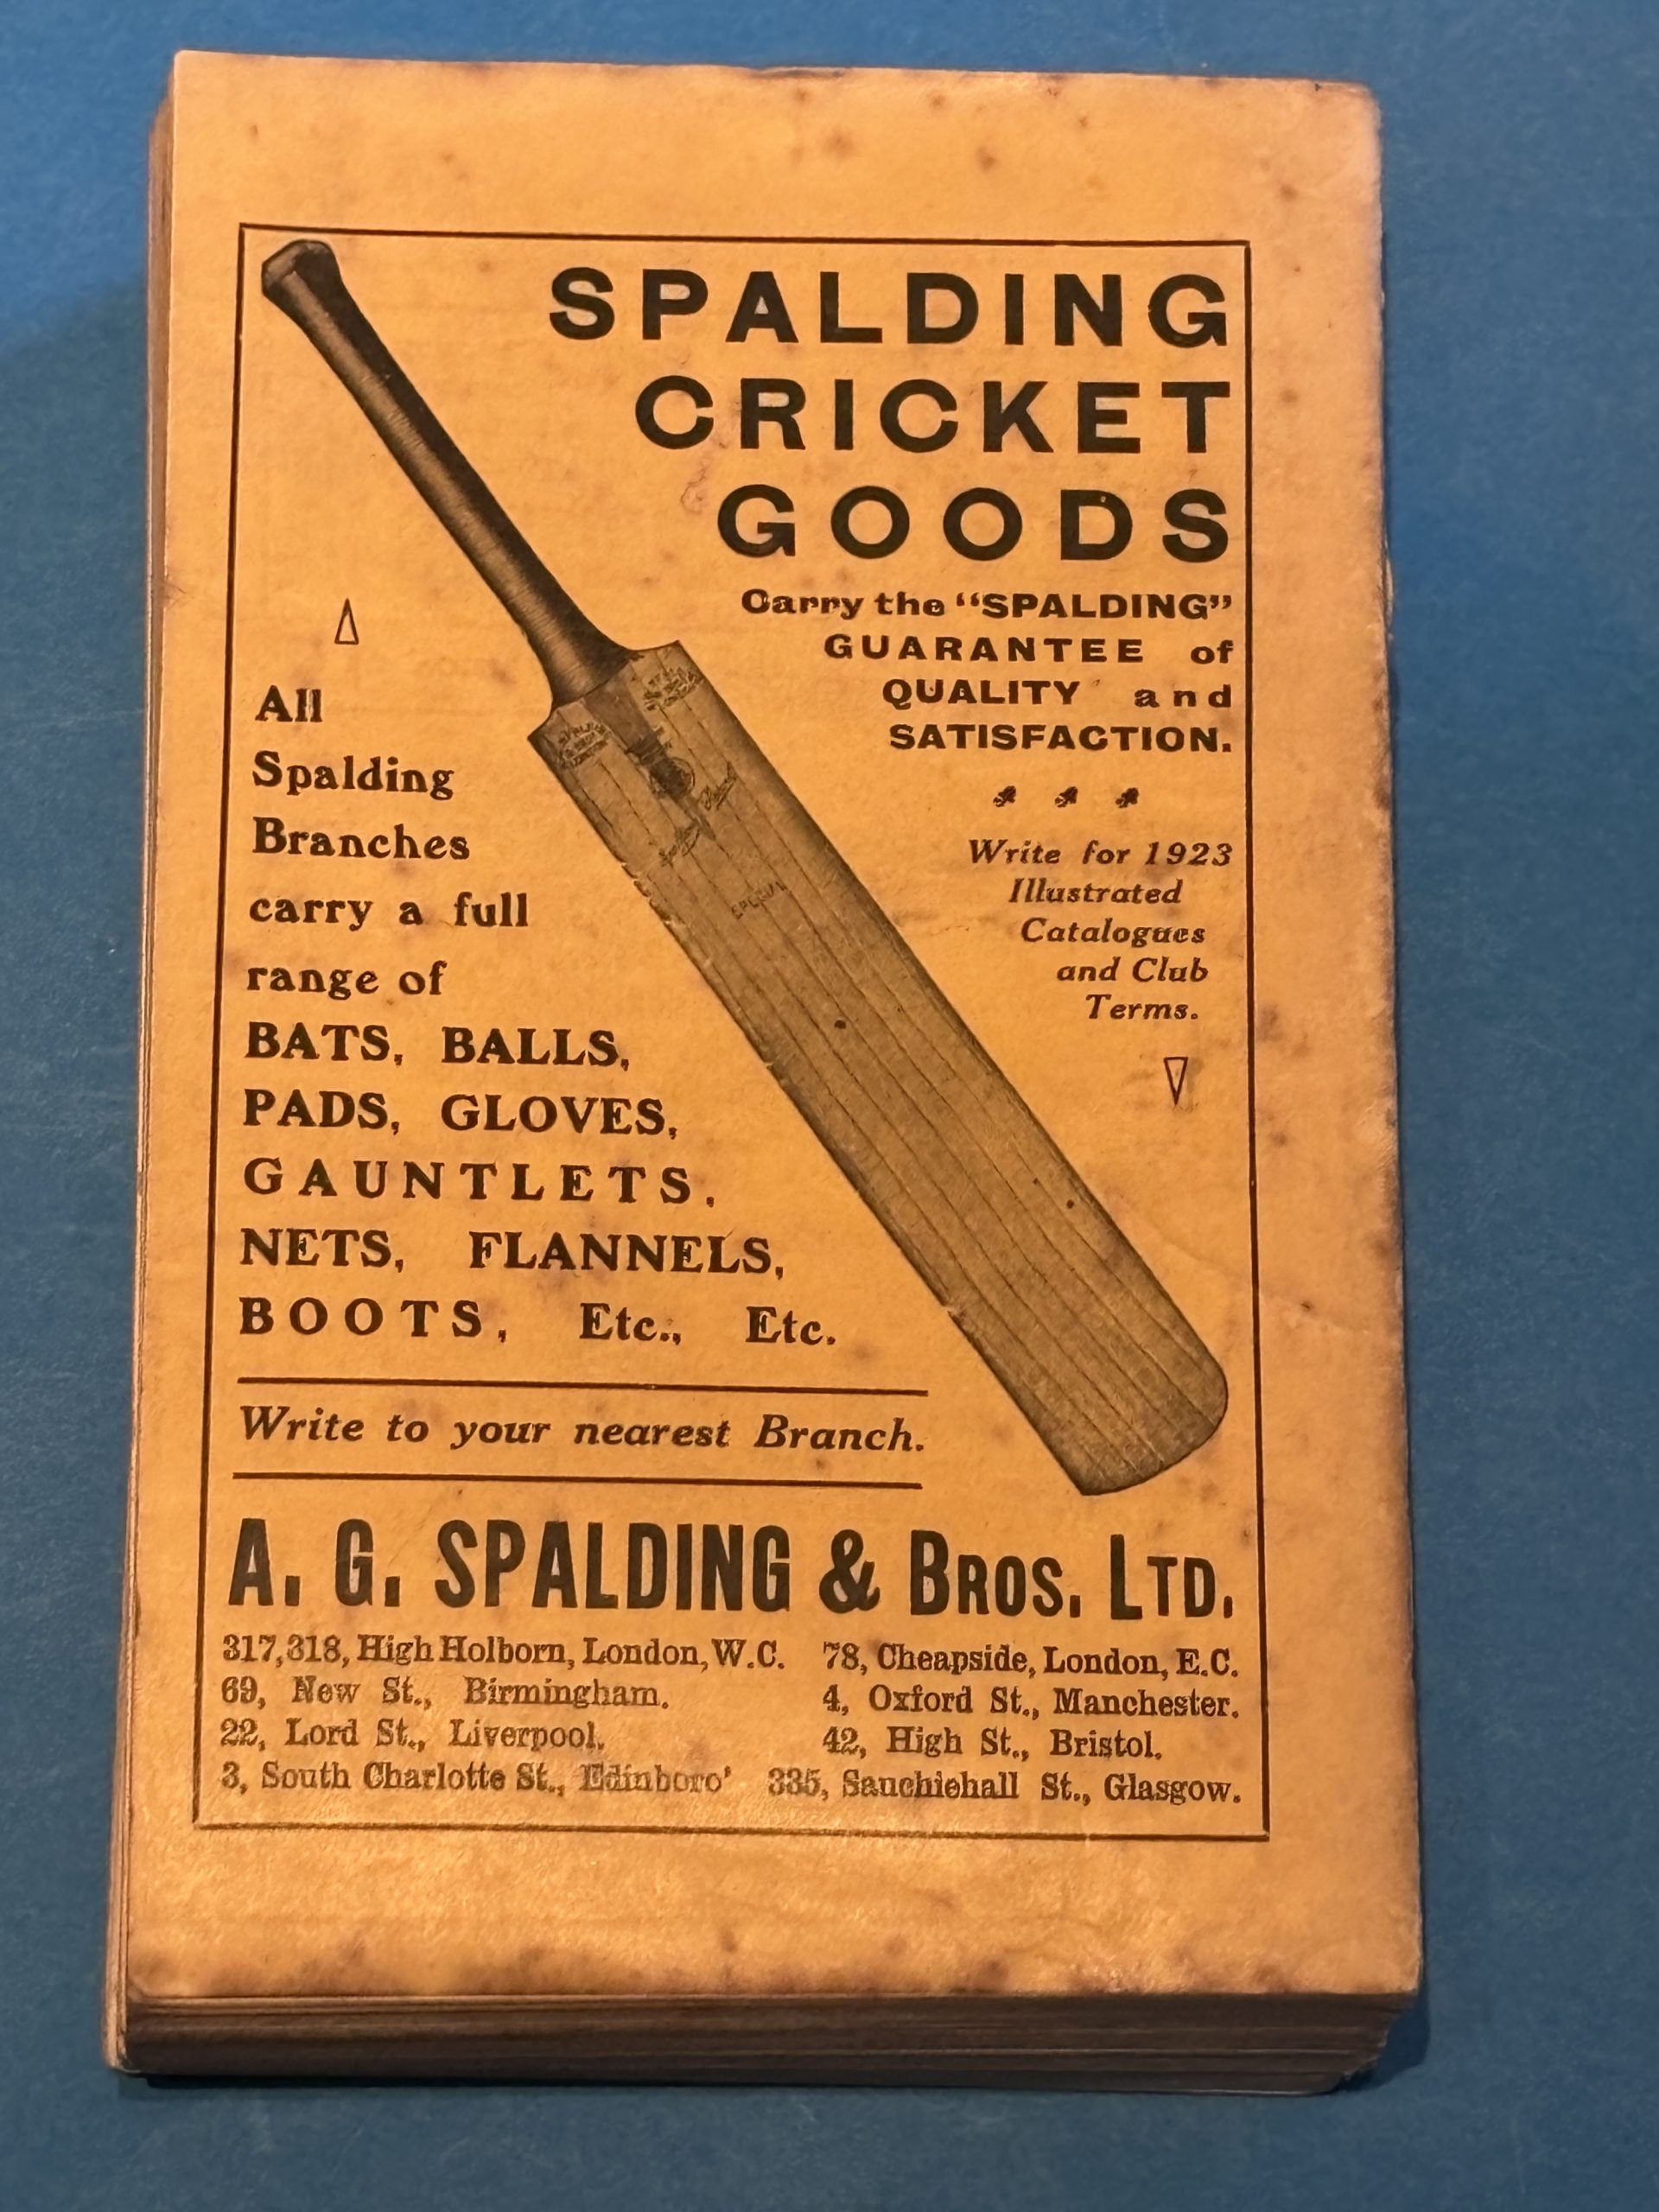 SPALDING
CRICKET
GOODS
Carry the "SPALDING"
GUARANTEE of
QUALITY and
SATISFACTION.
Write for 1923
Illustrated
Catalogues
and Club
Terms.
All
Spalding
Branches
carry a full
range of
BATS, BALLS,
PADS, GLOVES,
GAUNTLETS,
NETS, FLANNELS,
BOOTS, Etc., Etc.
Write to your nearest Branch.
A. G. SPALDING & BROS. LTD.
317,318, High Holborn, London, W.C. 78, Cheapside, London, E.C.
69, New St., Birmingham. 4, Oxford St., Manchester.
22, Lord St., Liverpool. 42, High St., Bristol.
3, South Charlotte St., Edinboro' 335, Sauchiehall St., Glasgow.
SPECIAL